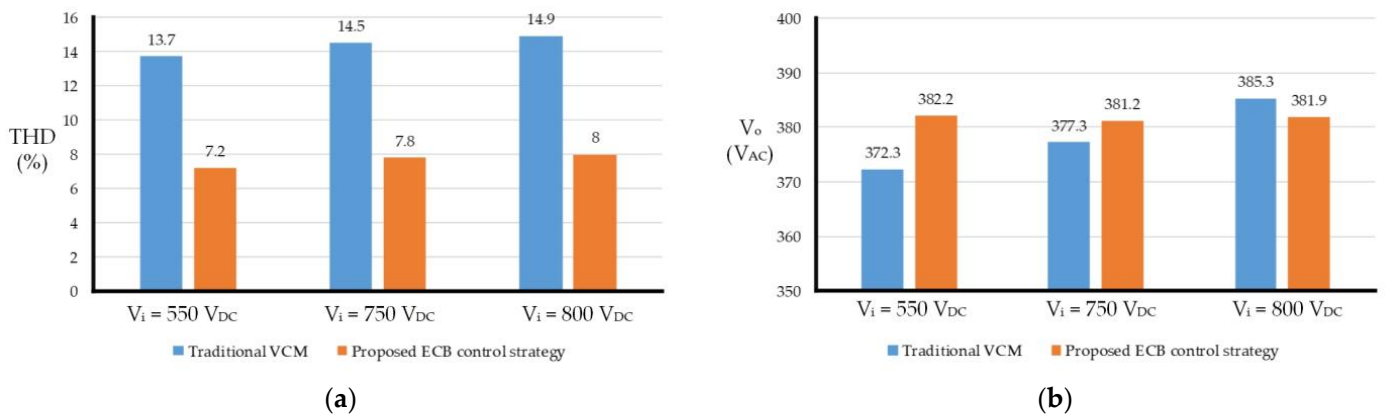 16
14
12
10
8
6
4
2
0
THD
(%)
13.7
7.2
14.5
7.8
14.9
8
Vi = 550 VDC
Vi = 750 VDC
Vi = 800 VDC
Traditional VCM
Proposed ECB control strategy
(a)
400
390
380
370
360
350
Vo
(VAC)
372.3
382.2
377.3
381.2
385.3
381.9
Vi = 550 VDC
Vi = 750 VDC
Vi = 800 VDC
Traditional VCM
Proposed ECB control strategy
(b)